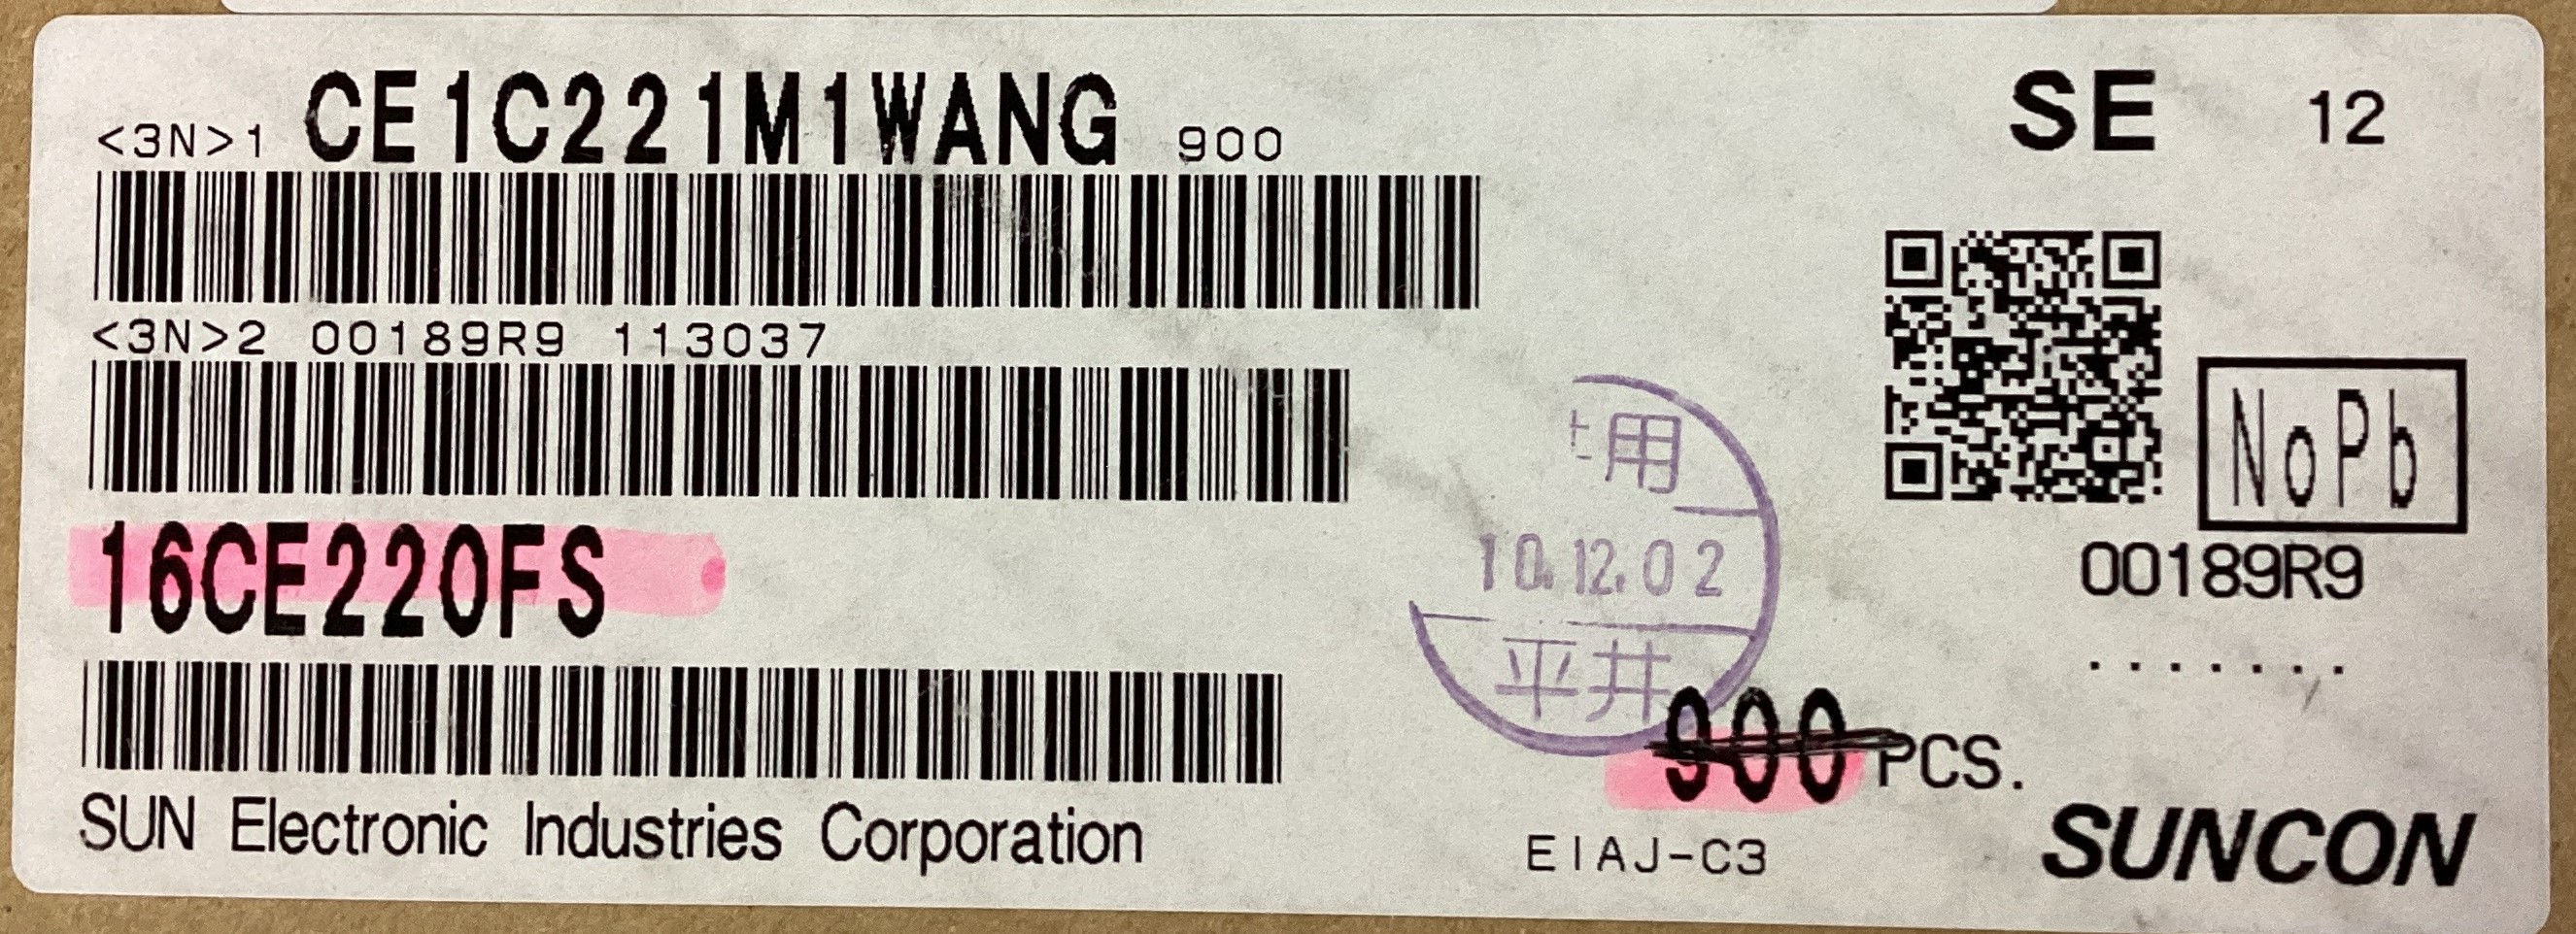 <3N>1 CE1C221M1WANG 900
SE 12
<3N>2 00189R9 113037
NoPb
用
10.12.02
平井
16CE220FS
00189R9
.......
900 PCS.
SUN Electronic Industries Corporation
EIAJ-C3
SUNCON